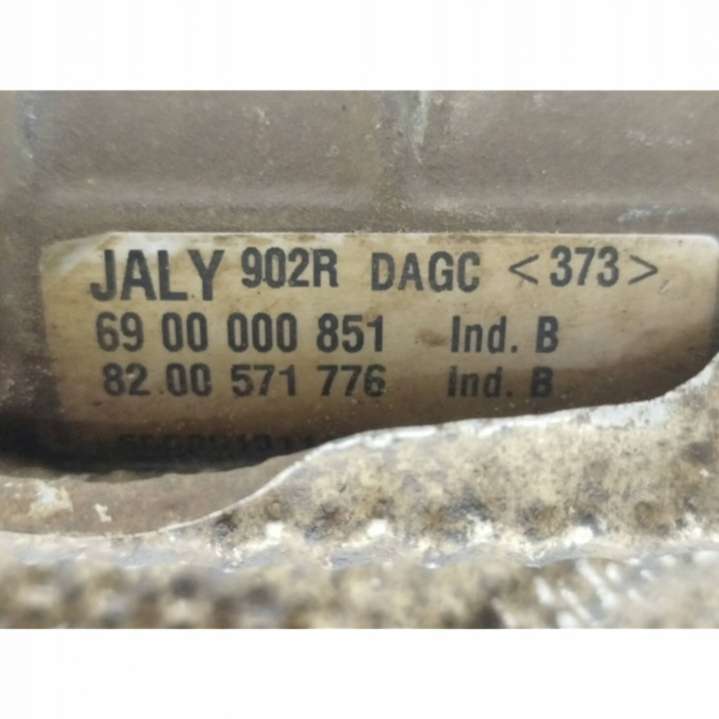 JALY 902R DAGC <373>
69 00 000 851 Ind. B
82 00 571 776 Ind. B